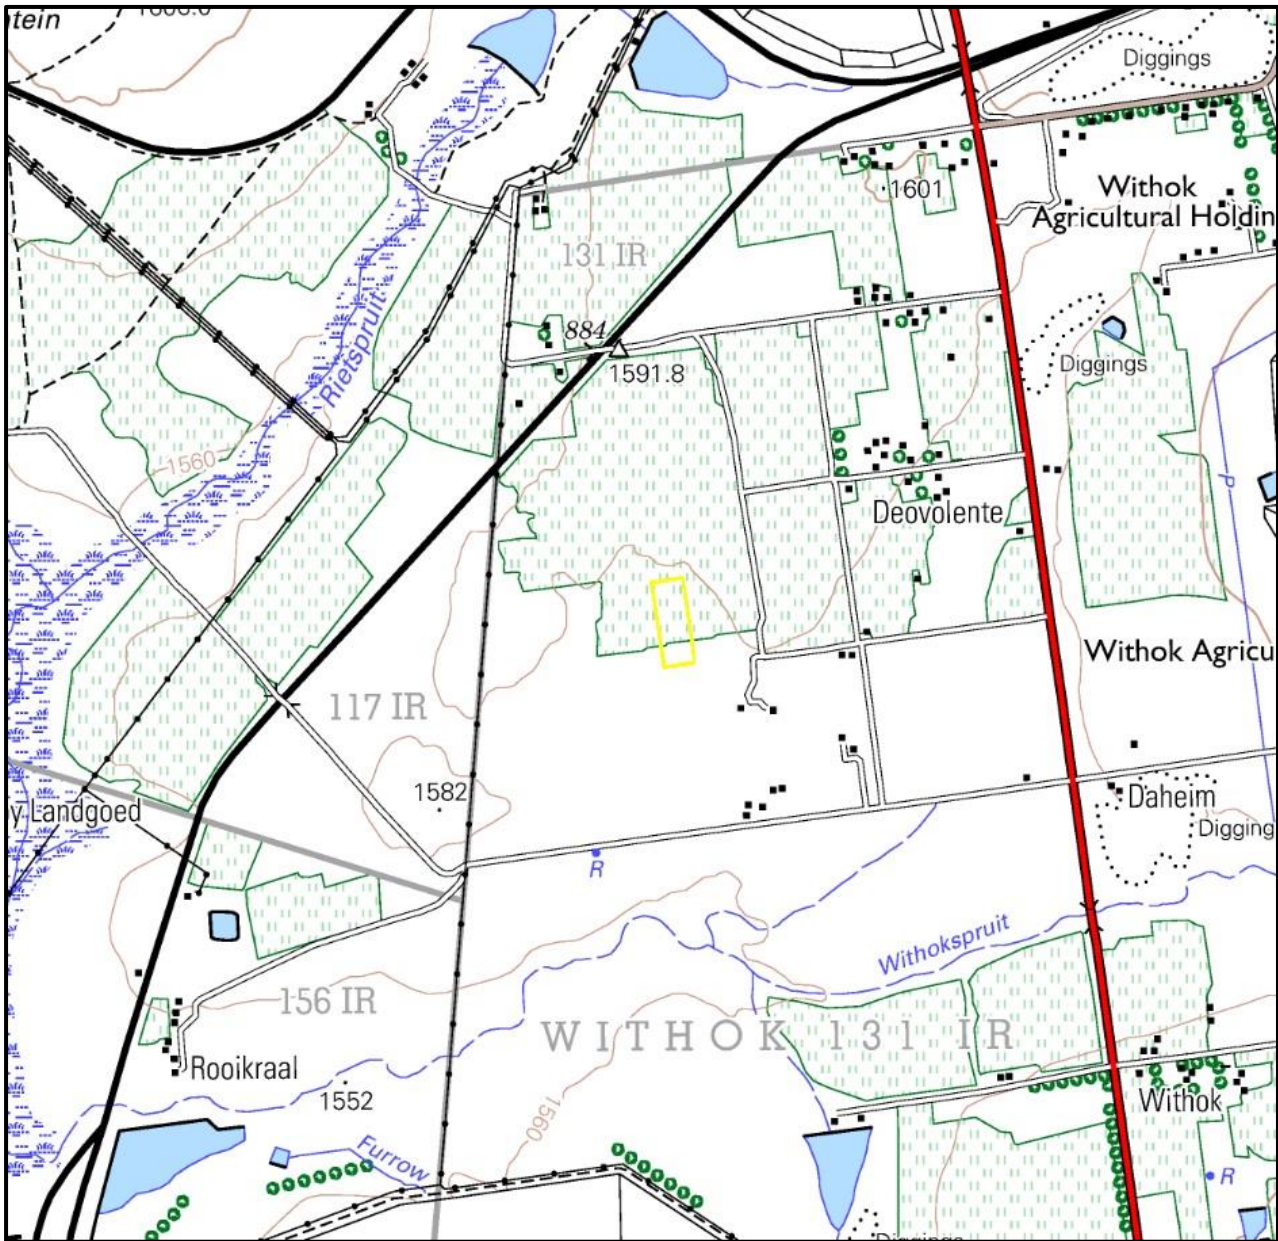 tein
Diggings
Withok
Agricultural Holdin
1601
131 IR
Rietspruit
884
1591.8
Diggings
1560
P
Deovolente
Withok Agricu
117 IR
1582
y Landgoed
Daheim
Digging
R
Withokspruit
156 IR
WITHOK 131 IR
Rooikraal
1552
Withok
1560
Furrow
R
Diggings